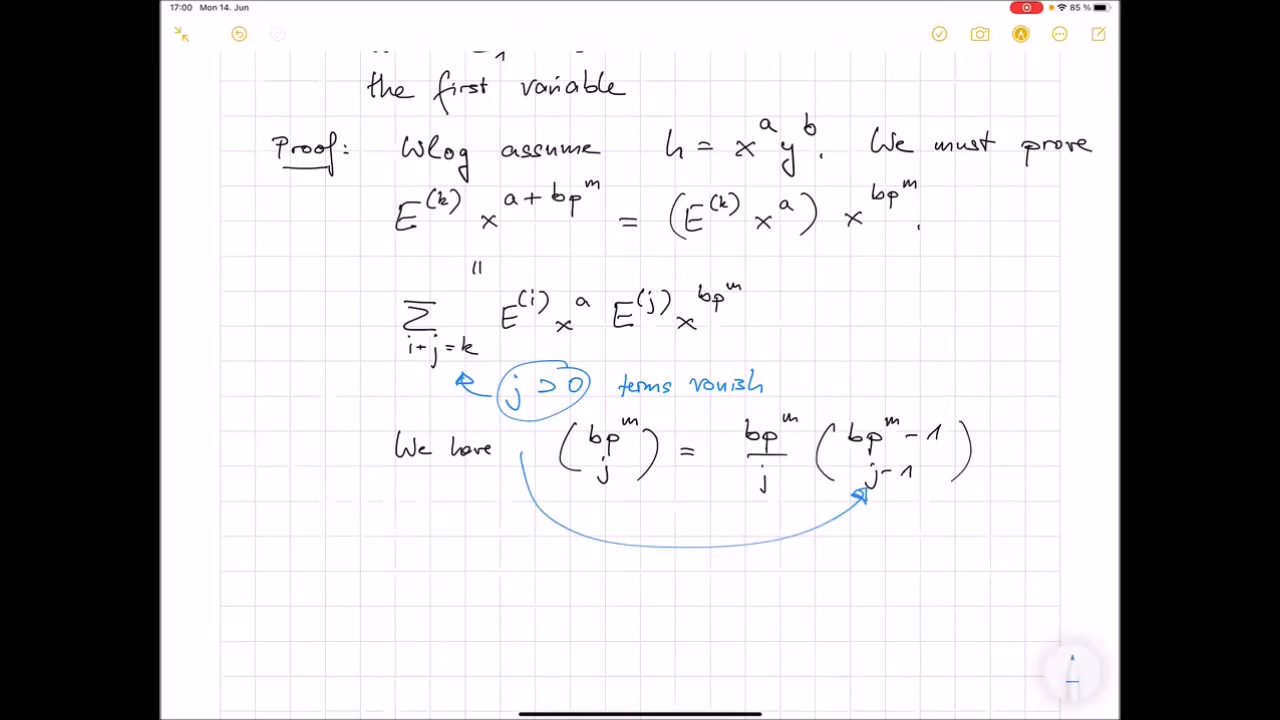 17:00 Mon 14. Jun 85 %
the first variable
Proof: Wlog assume h = x^a y^b. We must prove
E^(k) x^(a + bp^m) = (E^(k) x^a) x^(bp^m).
"
∑_{i+j=k} E^(i) x^a E^(j) x^(bp^m)
j > 0 terms vanish
We have (bp^m choose j) = bp^m / j (bp^m - 1 choose j - 1)